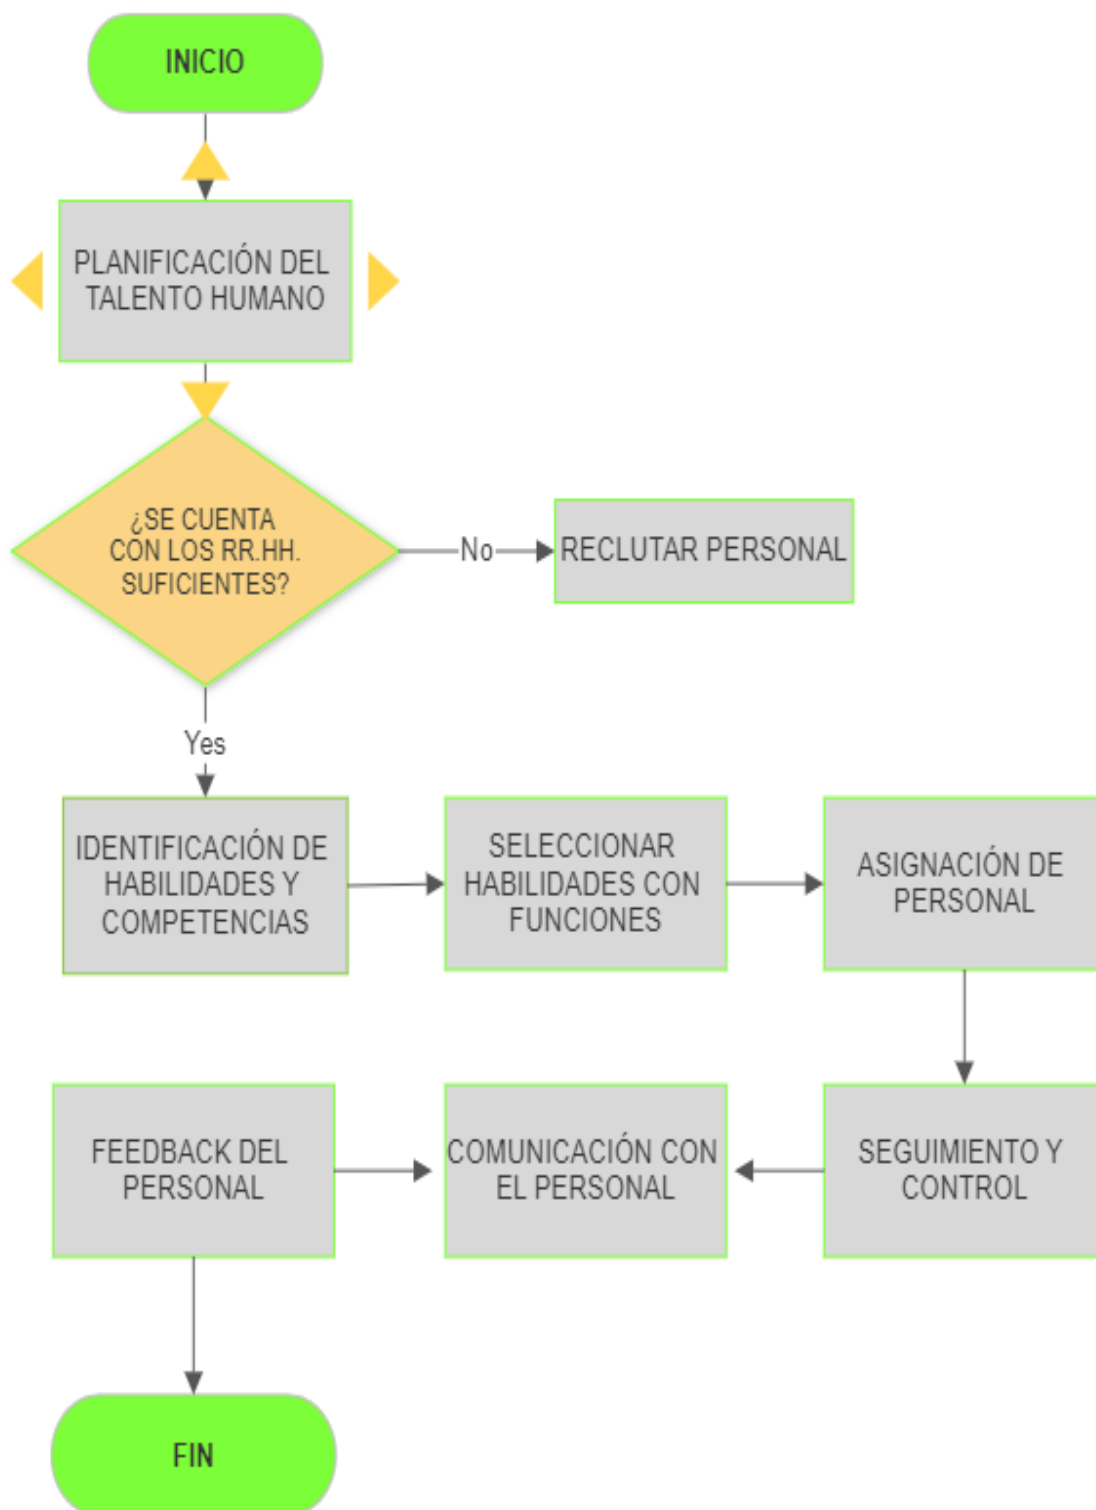 INICIO
PLANIFICACIÓN DEL
TALENTO HUMANO
¿SE CUENTA
CON LOS RR.HH.
SUFICIENTES?
No
RECLUTAR PERSONAL
Yes
IDENTIFICACIÓN DE
HABILIDADES Y
COMPETENCIAS
SELECCIONAR
HABILIDADES CON
FUNCIONES
ASIGNACIÓN DE
PERSONAL
FEEDBACK DEL
PERSONAL
COMUNICACIÓN CON
EL PERSONAL
SEGUIMIENTO Y
CONTROL
FIN